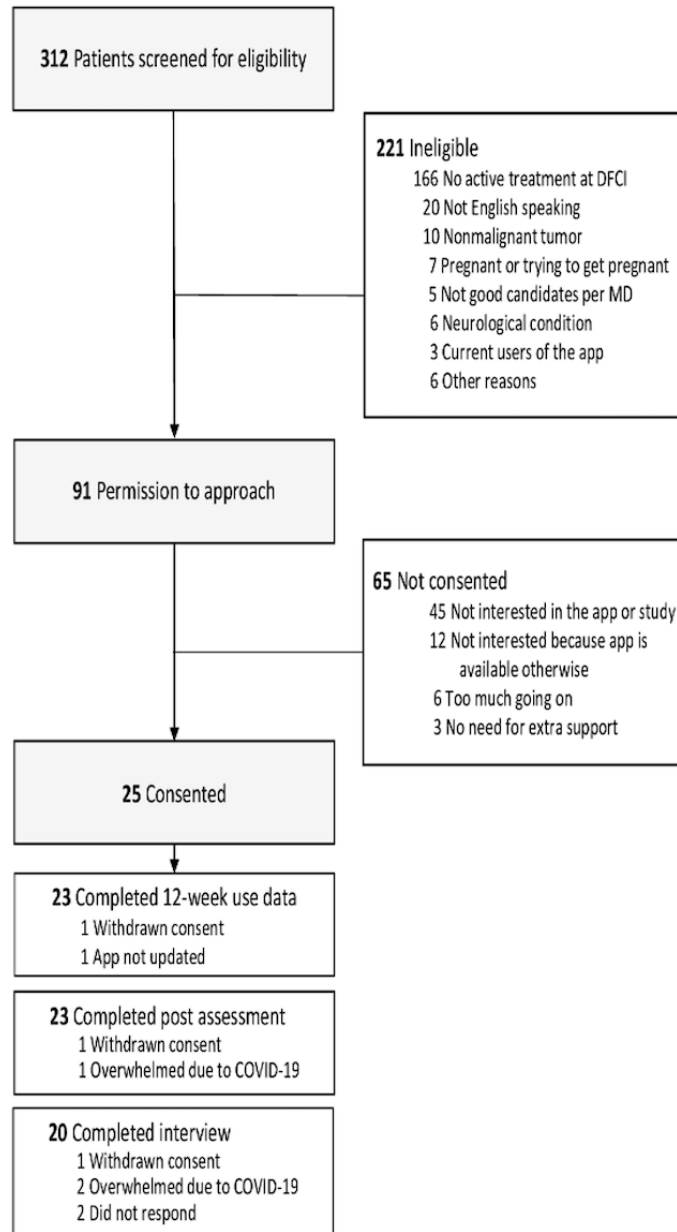 312 Patients screened for eligibility
221 Ineligible
166 No active treatment at DFCI
20 Not English speaking
10 Nonmalignant tumor
7 Pregnant or trying to get pregnant
5 Not good candidates per MD
6 Neurological condition
3 Current users of the app
6 Other reasons
91 Permission to approach
65 Not consented
45 Not interested in the app or study
12 Not interested because app is
available otherwise
6 Too much going on
3 No need for extra support
25 Consented
23 Completed 12-week use data
1 Withdrawn consent
1 App not updated
23 Completed post assessment
1 Withdrawn consent
1 Overwhelmed due to COVID-19
20 Completed interview
1 Withdrawn consent
2 Overwhelmed due to COVID-19
2 Did not respond